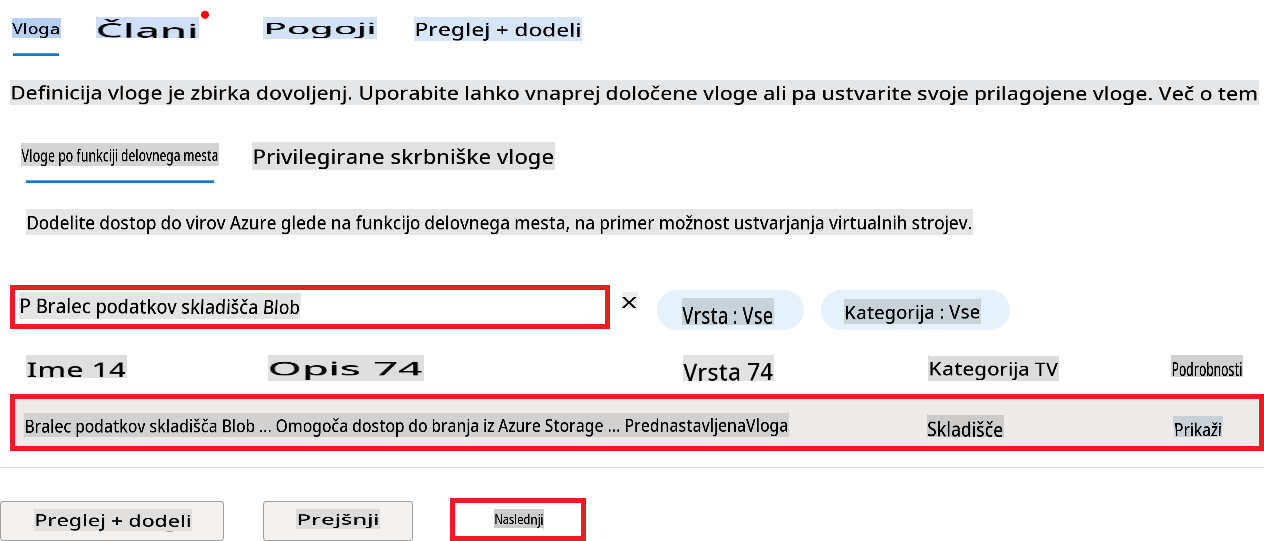 Vloga Člani Pogoji Preglej + dodeli
Definicija vloge je zbirka dovoljenj. Uporabite lahko vnaprej določene vloge ali pa ustvarite svoje prilagojene vloge. Več o tem
Vloge po funkciji delovnega mesta Privilegirane skrbniške vloge
Dodelite dostop do virov Azure glede na funkcijo delovnega mesta, na primer možnost ustvarjanja virtualnih strojev.
P Bralec podatkov skladišča Blob × Vrsta : Vse Kategorija : Vse
Ime 14 Opis 74 Vrsta 74 Kategorija TV Podrobnosti
Bralec podatkov skladišča Blob ... Omogoča dostop do branja iz Azure Storage ... PrednastavljenaVloga Skladišče Prikaži
Preglej + dodeli Prejšnji Naslednji